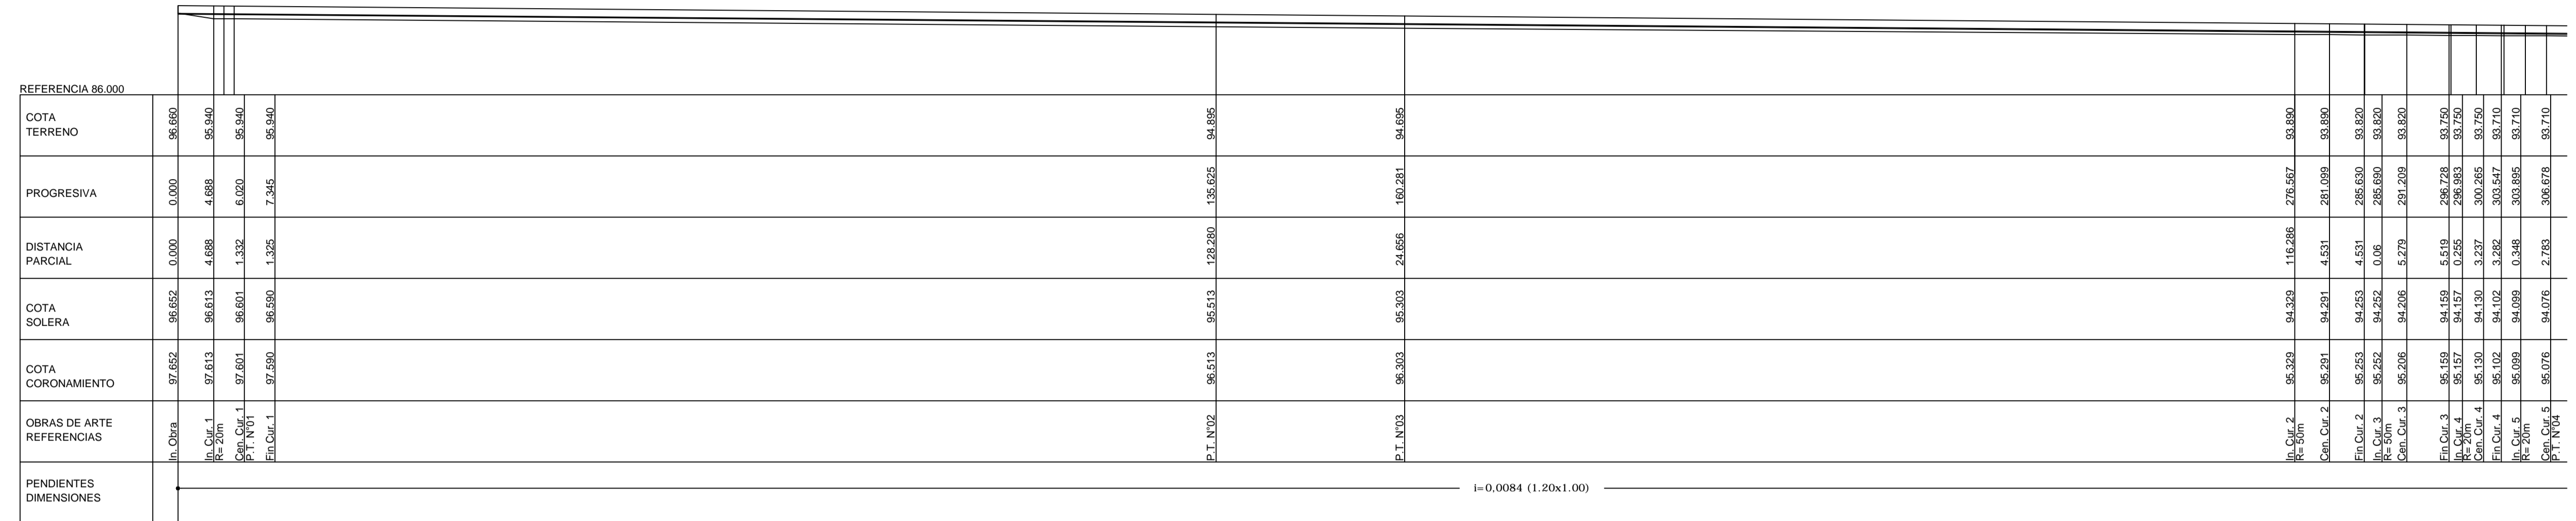 REFERENCIA 86.000
COTA
TERRENO
96.660
95.940
95.940
95.940
94.895
94.695
93.890
93.890
93.820
93.820
93.820
93.750
93.750
93.750
93.710
93.710
93.710
PROGRESIVA
0.000
4.688
6.020
7.345
135.625
160.281
276.567
281.099
285.630
285.690
291.209
296.728
296.983
300.265
303.547
303.895
306.678
DISTANCIA
PARCIAL
0.000
4.688
1.332
1.325
128.280
24.656
116.286
4.531
4.531
0.06
5.279
5.519
0.255
3.237
3.282
0.348
2.783
COTA
SOLERA
96.652
96.613
96.601
96.590
95.513
95.303
94.329
94.291
94.253
94.252
94.206
94.159
94.157
94.130
94.102
94.099
94.076
COTA
CORONAMIENTO
97.652
97.613
97.601
97.590
96.513
96.303
95.329
95.291
95.253
95.252
95.206
95.159
95.157
95.130
95.102
95.099
95.076
OBRAS DE ARTE
REFERENCIAS
In. Obra
In. Cur. 1
R= 20m
Cen. Cur. 1
P.T. N°01
Fin Cur. 1
P.T. N°02
P.T. N°03
In. Cur. 2
R= 50m
Cen. Cur. 2
Fin Cur. 2
In. Cur. 3
R= 50m
Cen. Cur. 3
Fin Cur. 3
In. Cur. 4
R= 20m
Cen. Cur. 4
Fin Cur. 4
In. Cur. 5
R= 20m
Cen. Cur. 5
P.T. N°04
PENDIENTES
DIMENSIONES
i=0,0084 (1.20x1.00)